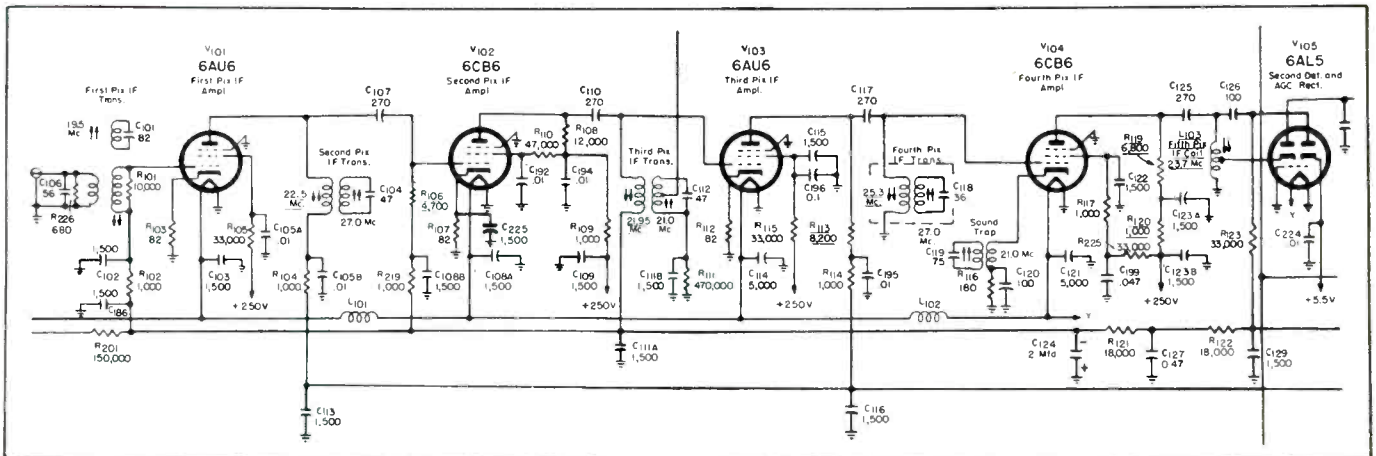 V101
6AU6
First Pix IF
Ampl.
V102
6CB6
Second Pix IF
Ampl.
V103
6AU6
Third Pix IF
Ampl.
V104
6CB6
Fourth Pix IF
Ampl.
V105
6AL5
Second Det. and
AGC Rect.
First Pix IF
Trans.
19.5
Mc
C101
82
C106
56
R226
680
R101
10,000
1,500
C102
R102
1,000
1,500
C186
R201
150,000
R103
82
R105
33,000
C105A
.01
C103
1,500
+250V
R104
1,000
C105B
.01
C113
1,500
Second Pix
IF Trans.
22.5
Mc.
C104
47
27.0 Mc
C107
270
R106
4,700
R107
82
R219
1,000
C108B
1,500
C225
1,500
C108A
1,500
L101
C110
270
R110
47,000
R108
12,000
C192
.01
C194
.01
R109
1,000
C109
1,500
+250V
Third Pix
IF Trans.
21.95
Mc
21.0
Mc
C112
47
C111B
1,500
R111
470,000
C111A
1,500
R112
82
R115
33,000
C115
1,500
C196
0.1
C114
5,000
+250V
C117
270
R113
8,200
R114
1,000
C195
.01
C116
1,500
L102
Fourth Pix
IF Trans.
25.3
Mc.
C118
36
27.0
Mc.
Sound
Trap
C119
75
21.0 Mc
R116
180
C120
100
C121
5,000
Y
C122
1,500
R117
1,000
R225
33,000
C199
.047
R119
6,800
R120
1,000
C123A
1,500
C123B
1,500
+250V
C125
270
C126
100
L103
Fifth Pix
IF Coil
23.7 Mc
R123
33,000
Y
C224
.01
+5.5V
C124
2 Mfd
-
+
R121
18,000
C127
0.47
R122
18,000
C129
1,500